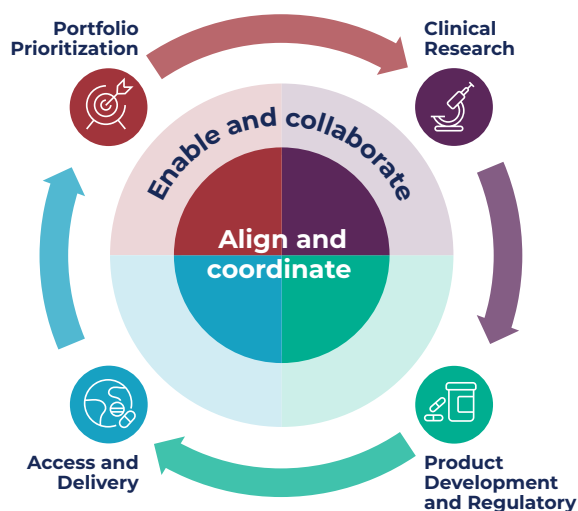 Portfolio
Prioritization
Clinical
Research
Enable and collaborate
Align and
coordinate
Access and
Delivery
Product
Development
and Regulatory